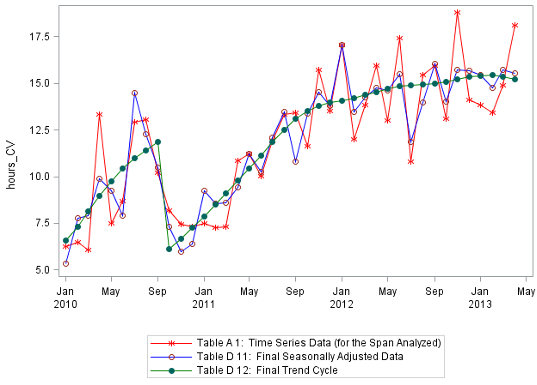 17.5
15.0
12.5
10.0
7.5
5.0
hours_CV
Jan May Sep Jan May Sep Jan May Sep Jan May
2010 2011 2012 2013
Table A 1: Time Series Data (for the Span Analyzed)
Table D 11: Final Seasonally Adjusted Data
Table D 12: Final Trend Cycle